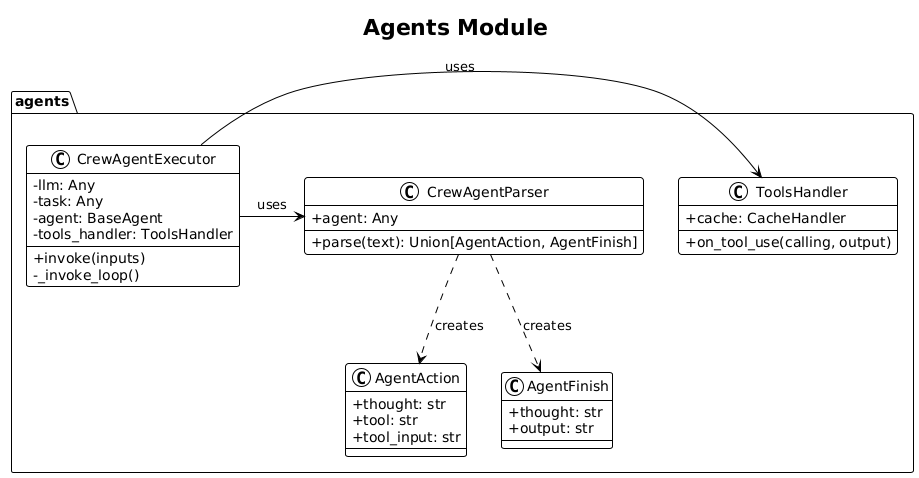 Agents Module
uses
agents
C CrewAgentExecutor
-llm: Any
-task: Any
-agent: BaseAgent
-tools_handler: ToolsHandler
+invoke(inputs)
-_invoke_loop()
uses
C CrewAgentParser
+agent: Any
+parse(text): Union[AgentAction, AgentFinish]
C ToolsHandler
+cache: CacheHandler
+on_tool_use(calling, output)
creates
creates
C AgentAction
+thought: str
+tool: str
+tool_input: str
C AgentFinish
+thought: str
+output: str